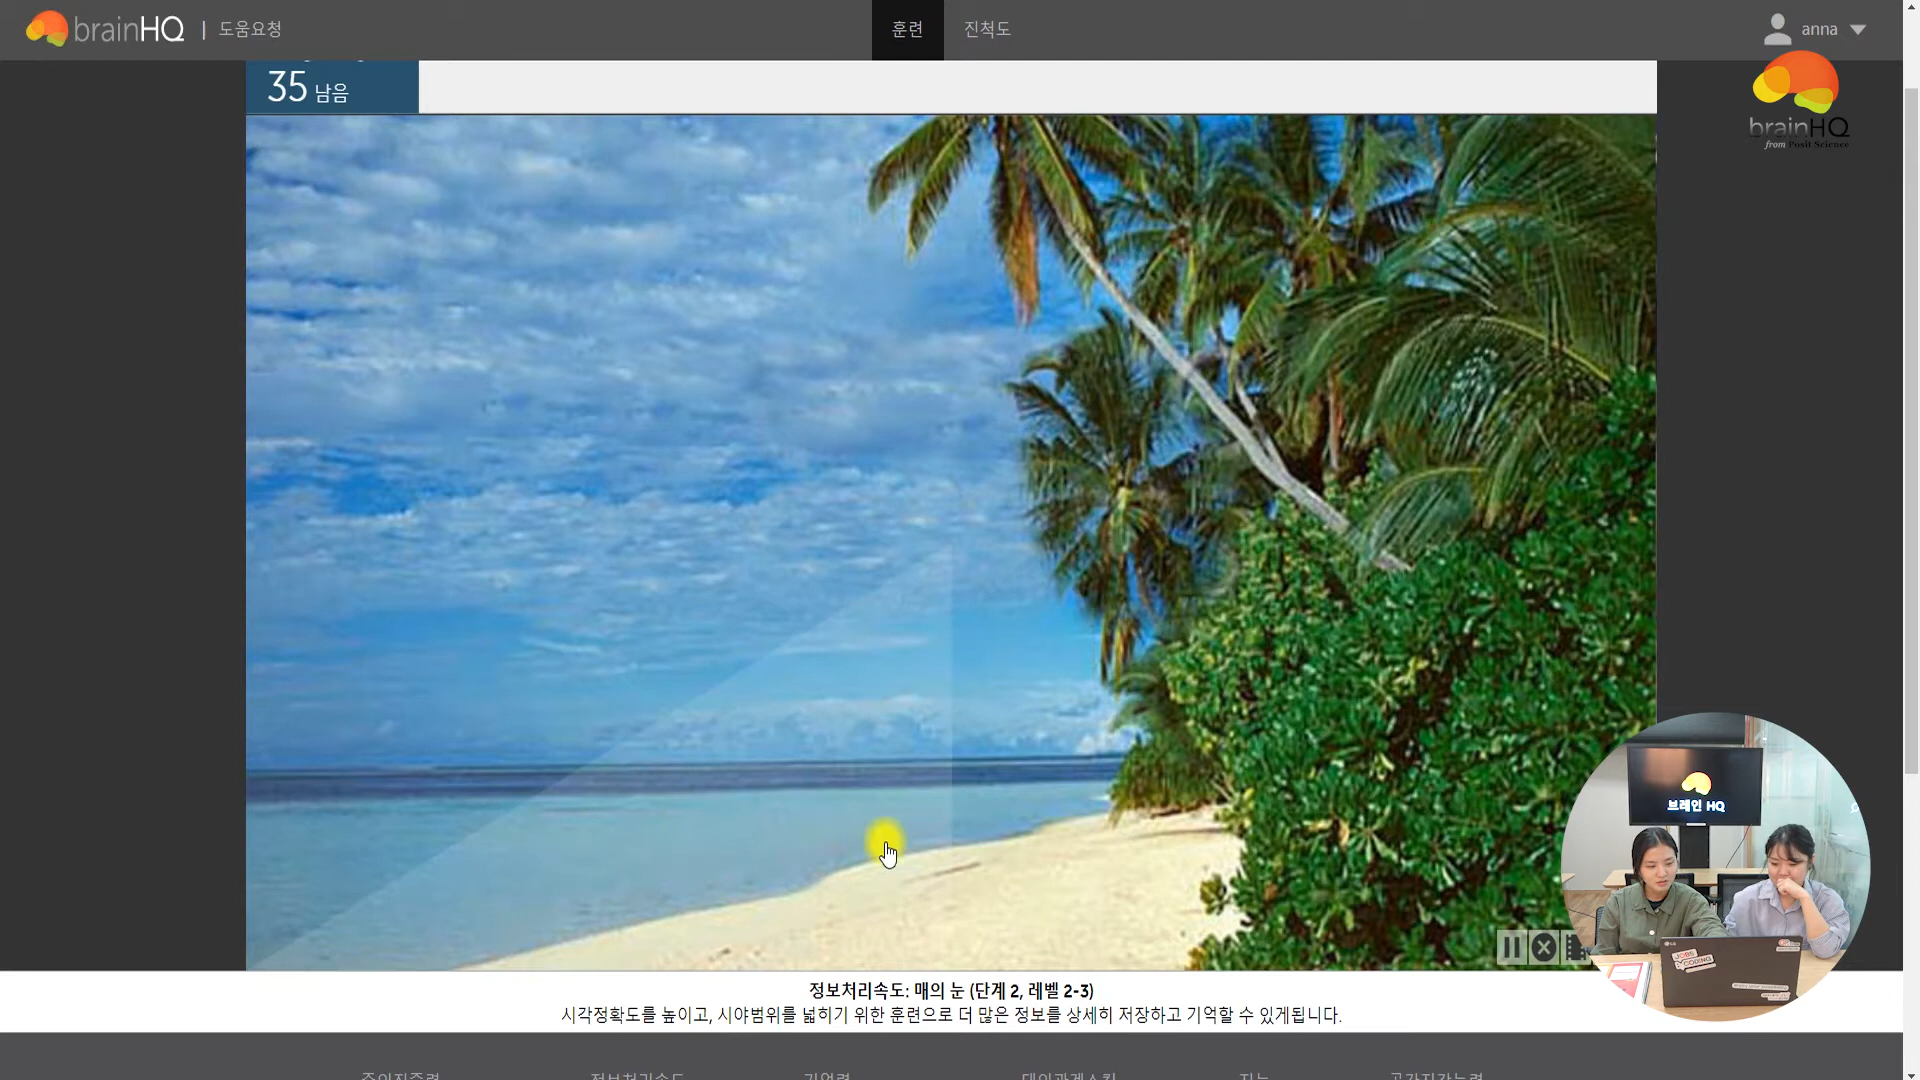 brainHQ | 도움요청
훈련
진척도
anna
35 남음
brainHQ
from Posit Science
브레인 HQ
JOBS
CODING
정보처리속도: 매의 눈 (단계 2, 레벨 2-3)
시각정확도를 높이고, 시야범위를 넓히기 위한 훈련으로 더 많은 정보를 상세히 저장하고 기억할 수 있게됩니다.